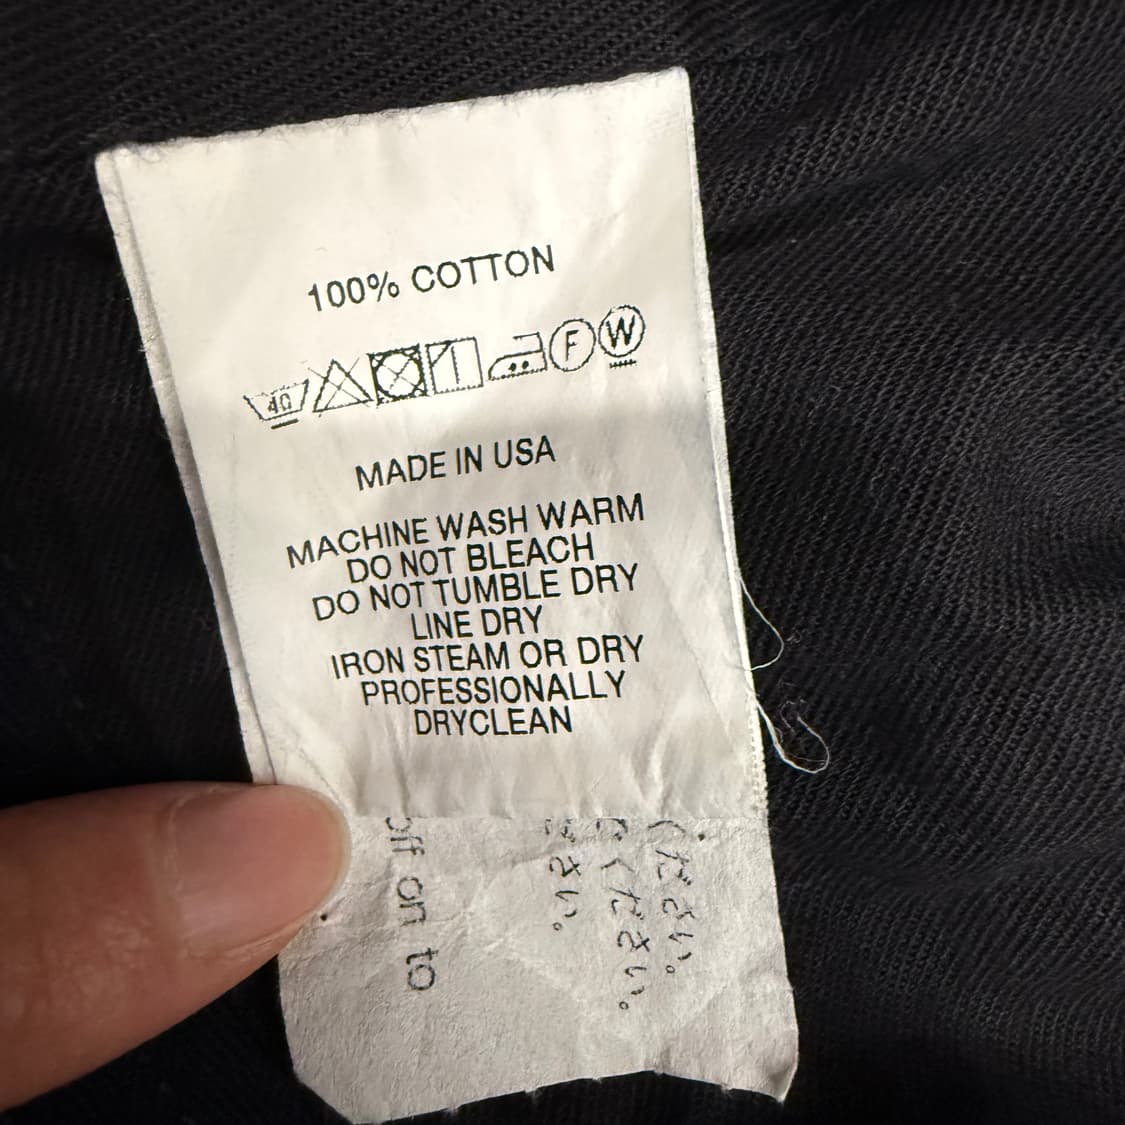 100% COTTON
40 F W
MADE IN USA
MACHINE WASH WARM
DO NOT BLEACH
DO NOT TUMBLE DRY
LINE DRY
IRON STEAM OR DRY
PROFESSIONALLY
DRYCLEAN
ください。
ください。
さい。
off on to